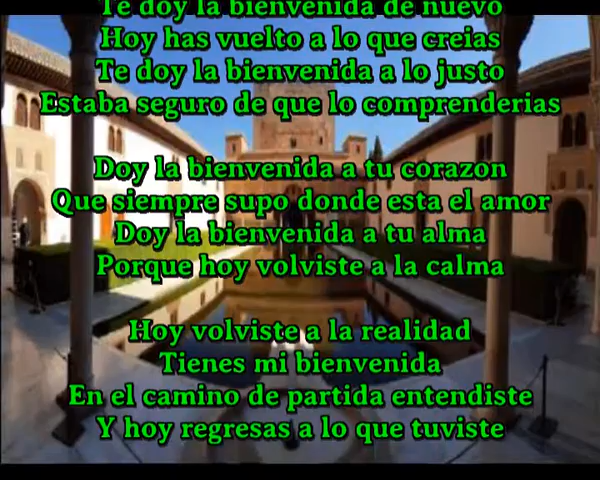 Te doy la bienvenida de nuevo
Hoy has vuelto a lo que creias
Te doy la bienvenida a lo justo
Estaba seguro de que lo comprenderias
Doy la bienvenida a tu corazon
Que siempre supo donde esta el amor
Doy la bienvenida a tu alma
Porque hoy volviste a la calma
Hoy volviste a la realidad
Tienes mi bienvenida
En el camino de partida entendiste
Y hoy regresas a lo que tuviste